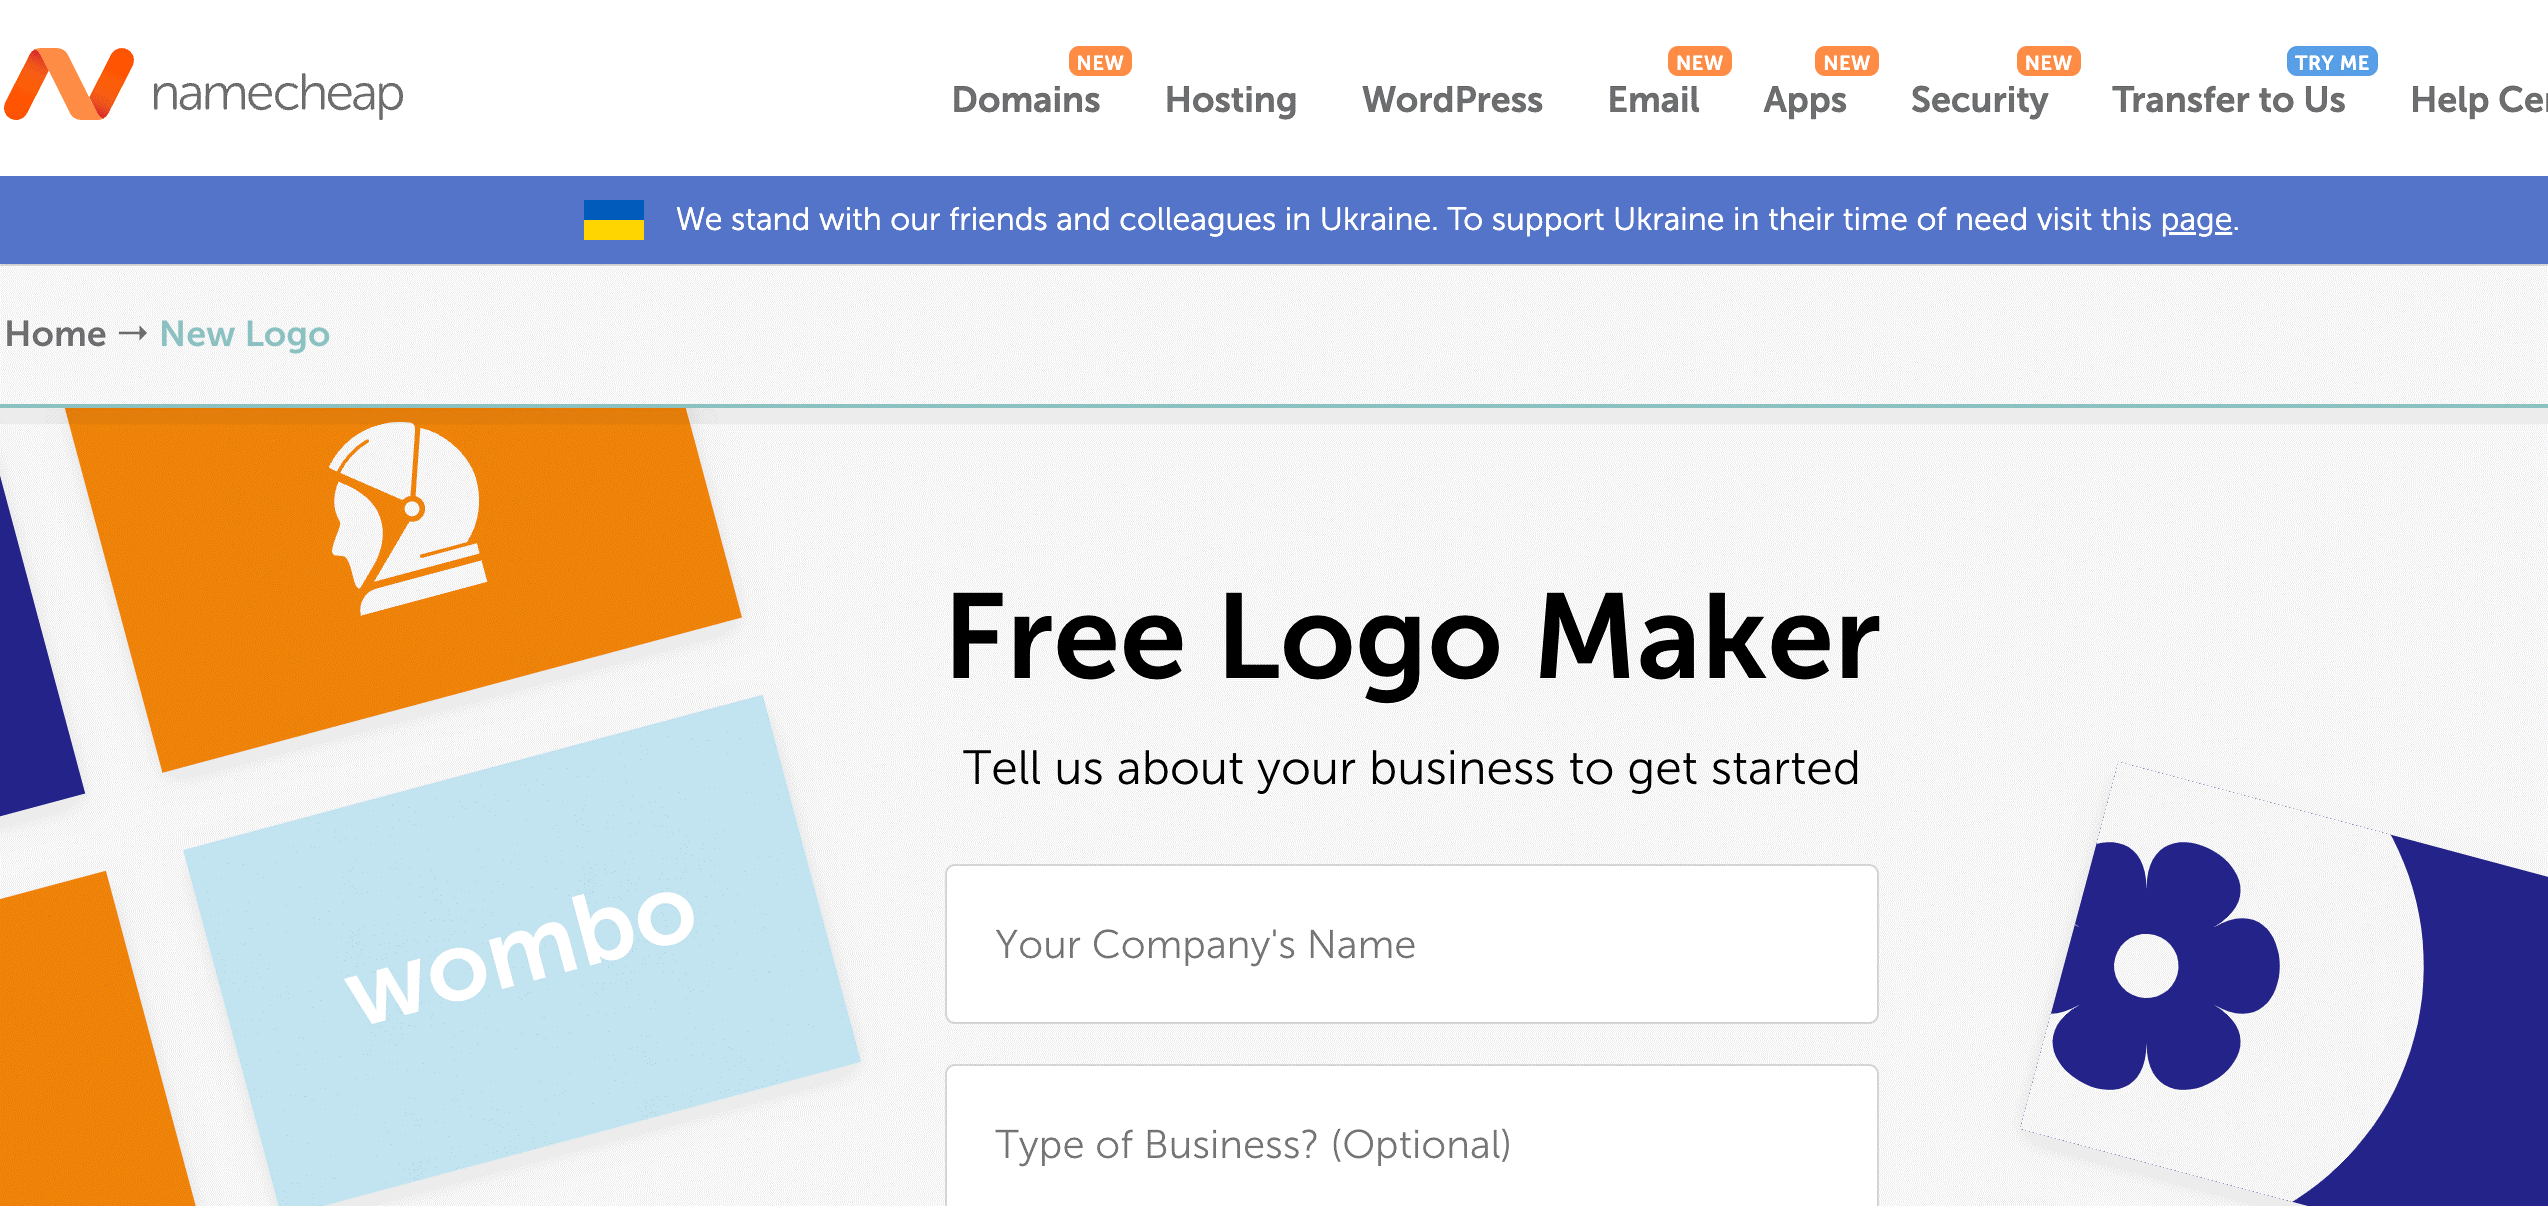 namecheap
NEW NEW NEW NEW TRY ME
Domains Hosting WordPress Email Apps Security Transfer to Us Help
We stand with our friends and colleagues in Ukraine. To support Ukraine in their time of need visit this page.
Home → New Logo
Free Logo Maker
Tell us about your business to get started
wombo
Your Company's Name
Type of Business? (Optional)